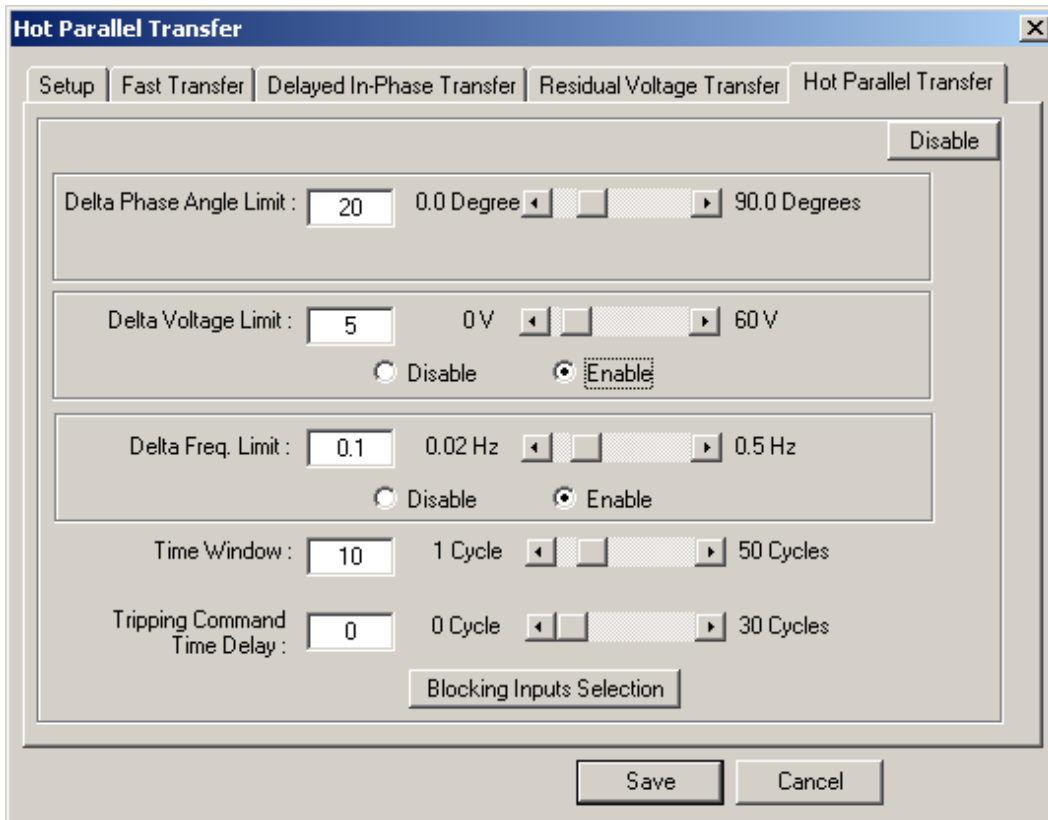 Hot Parallel Transfer
Setup Fast Transfer Delayed In-Phase Transfer Residual Voltage Transfer Hot Parallel Transfer
Disable
Delta Phase Angle Limit : 20 0.0 Degree 90.0 Degrees
Delta Voltage Limit : 5 0 V 60 V
Disable Enable
Delta Freq. Limit : 0.1 0.02 Hz 0.5 Hz
Disable Enable
Time Window : 10 1 Cycle 50 Cycles
Tripping Command
Time Delay : 0 0 Cycle 30 Cycles
Blocking Inputs Selection
Save Cancel